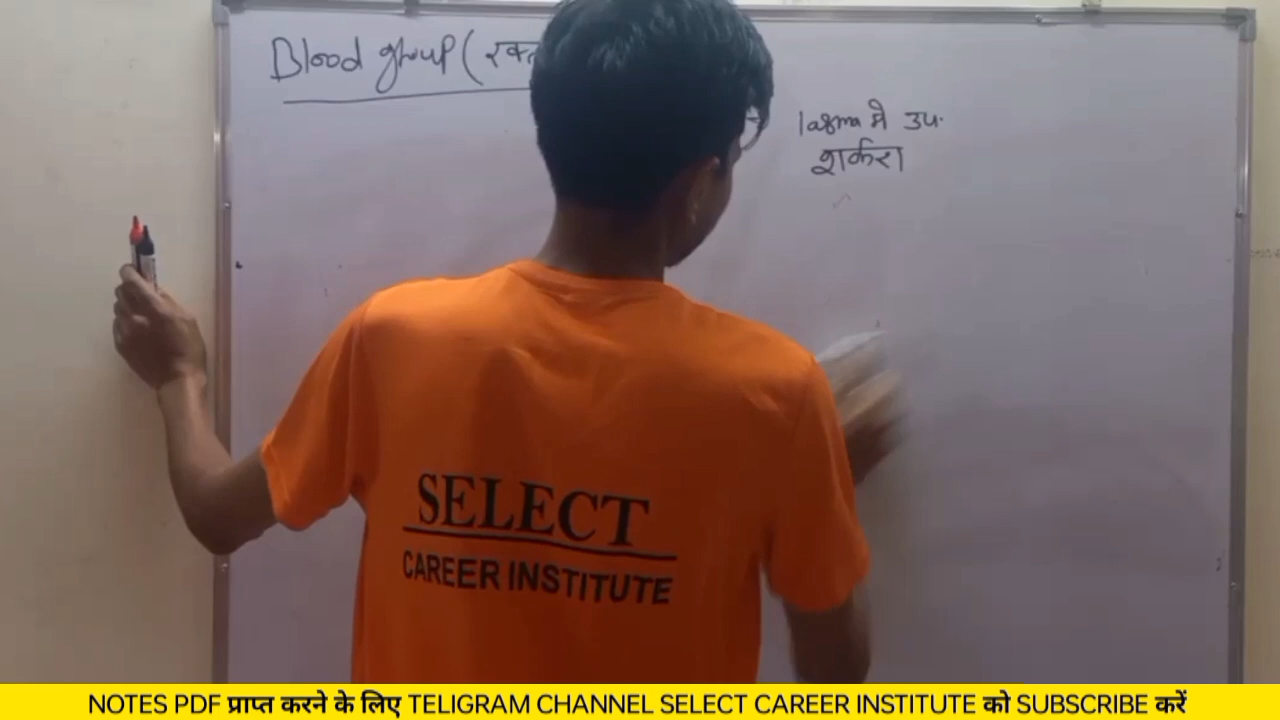 Blood group (रक्त
lasma मे उप.
शर्करा
SELECT
CAREER INSTITUTE
NOTES PDF प्राप्त करने के लिए TELIGRAM CHANNEL SELECT CAREER INSTITUTE को SUBSCRIBE करें